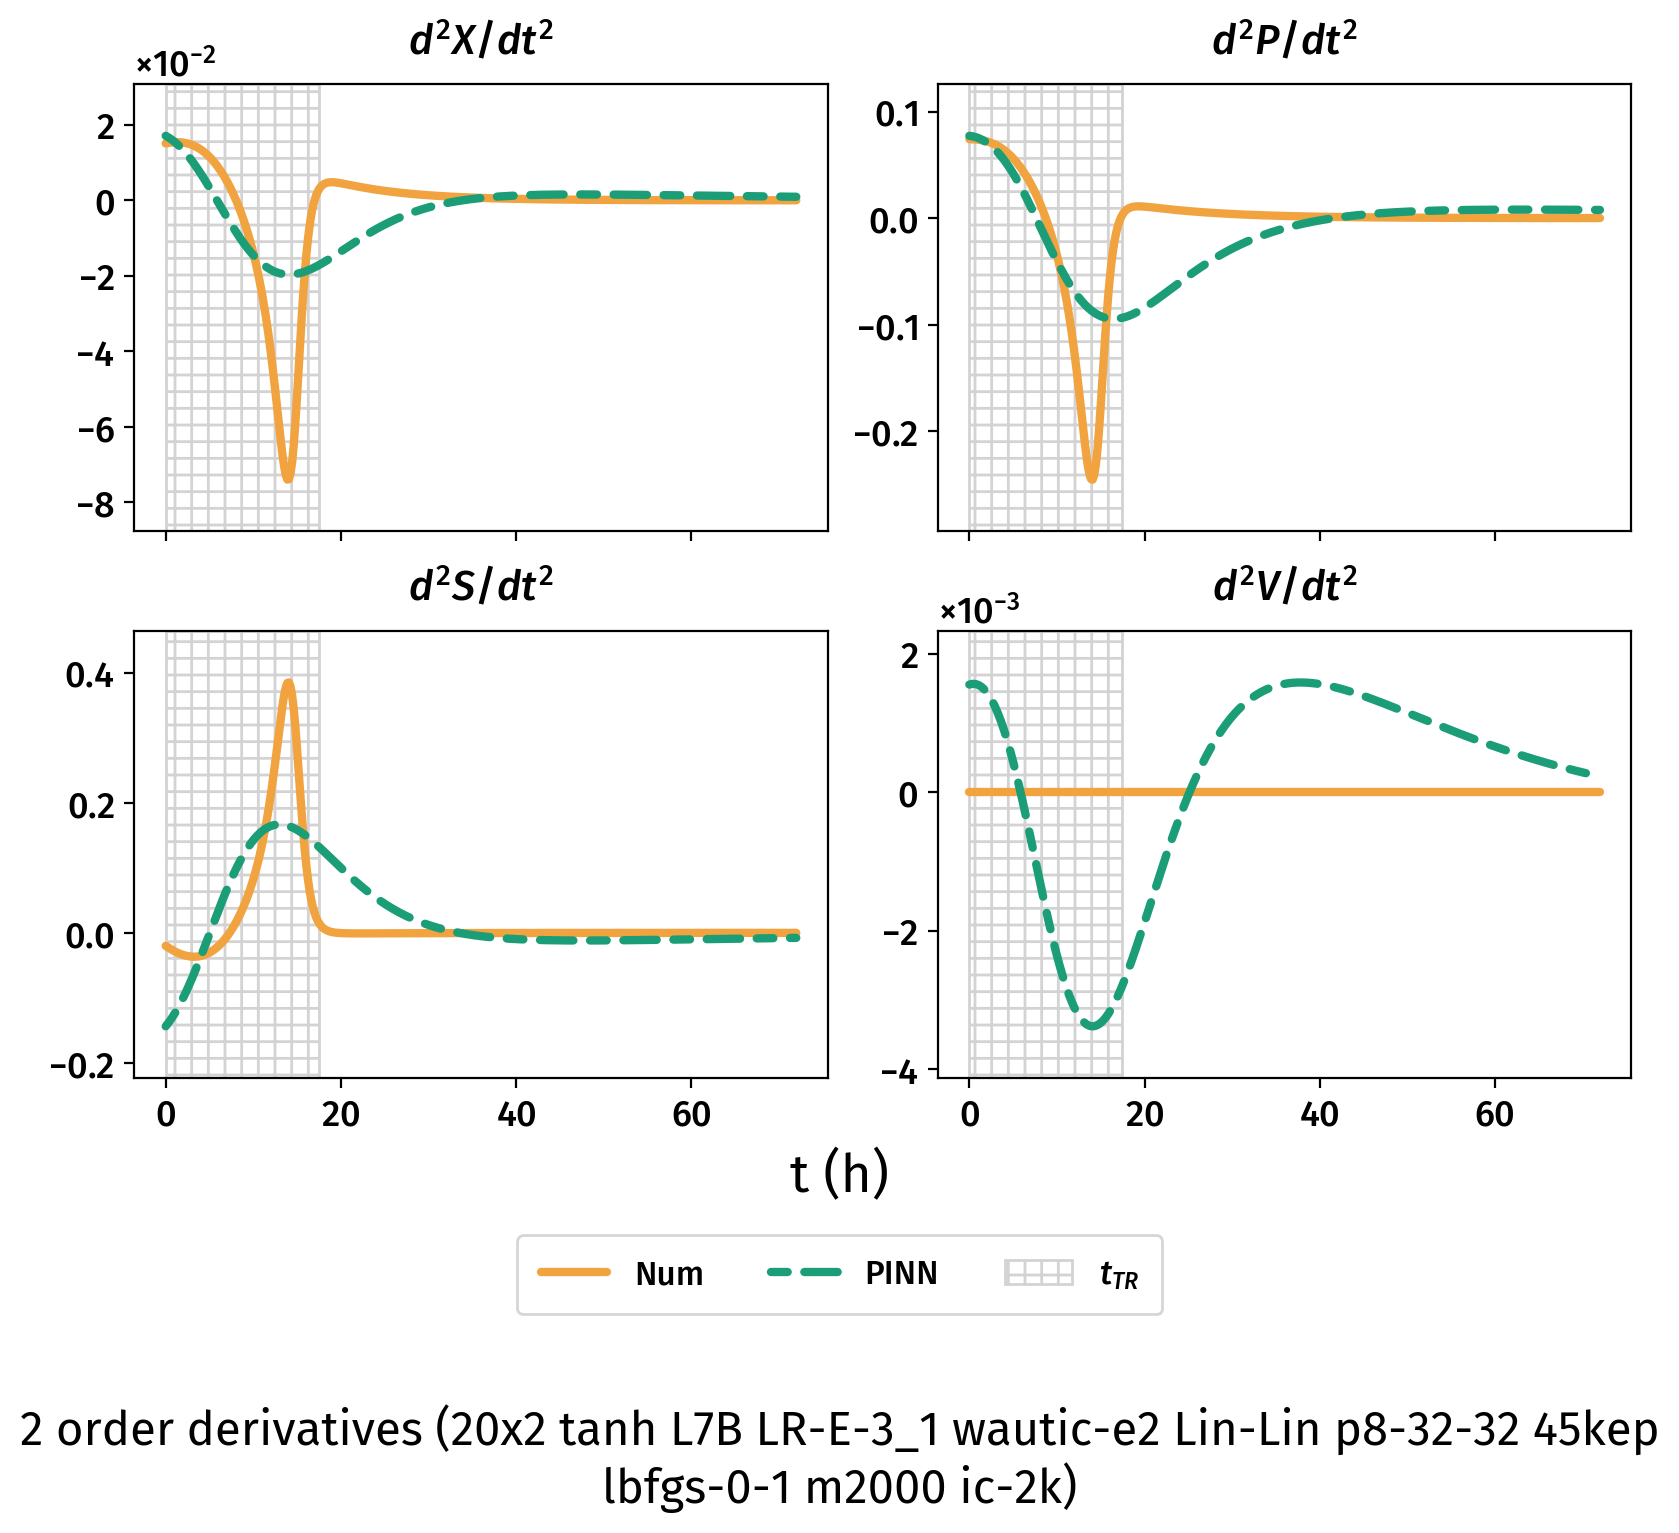 d²X/dt²
×10⁻²
2
0
−2
−4
−6
−8
d²P/dt²
0.1
0.0
−0.1
−0.2
d²S/dt²
0.4
0.2
0.0
−0.2
0 20 40 60
d²V/dt²
×10⁻³
2
0
−2
−4
0 20 40 60
t (h)
Num PINN t_TR
2 order derivatives (20x2 tanh L7B LR-E-3_1 wautic-e2 Lin-Lin p8-32-32 45kep
lbfgs-0-1 m2000 ic-2k)